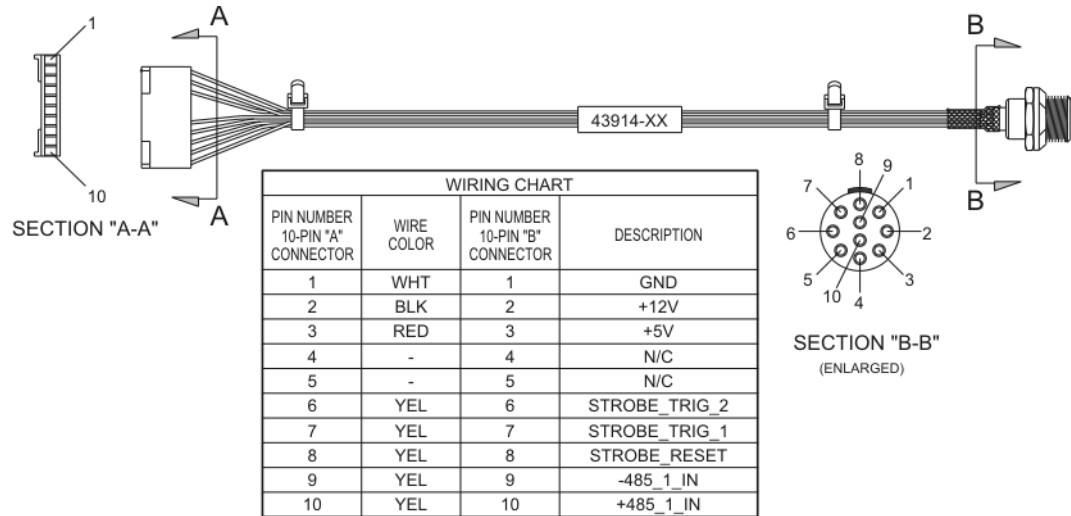 A
B
1
10
SECTION "A-A"
A
43914-XX
B
WIRING CHART
PIN NUMBER 10-PIN "A" CONNECTOR WIRE COLOR PIN NUMBER 10-PIN "B" CONNECTOR DESCRIPTION
1 WHT 1 GND
2 BLK 2 +12V
3 RED 3 +5V
4 - 4 N/C
5 - 5 N/C
6 YEL 6 STROBE_TRIG_2
7 YEL 7 STROBE_TRIG_1
8 YEL 8 STROBE_RESET
9 YEL 9 -485_1_IN
10 YEL 10 +485_1_IN
8
9
7
1
6
2
5
10
4
3
SECTION "B-B"
(ENLARGED)